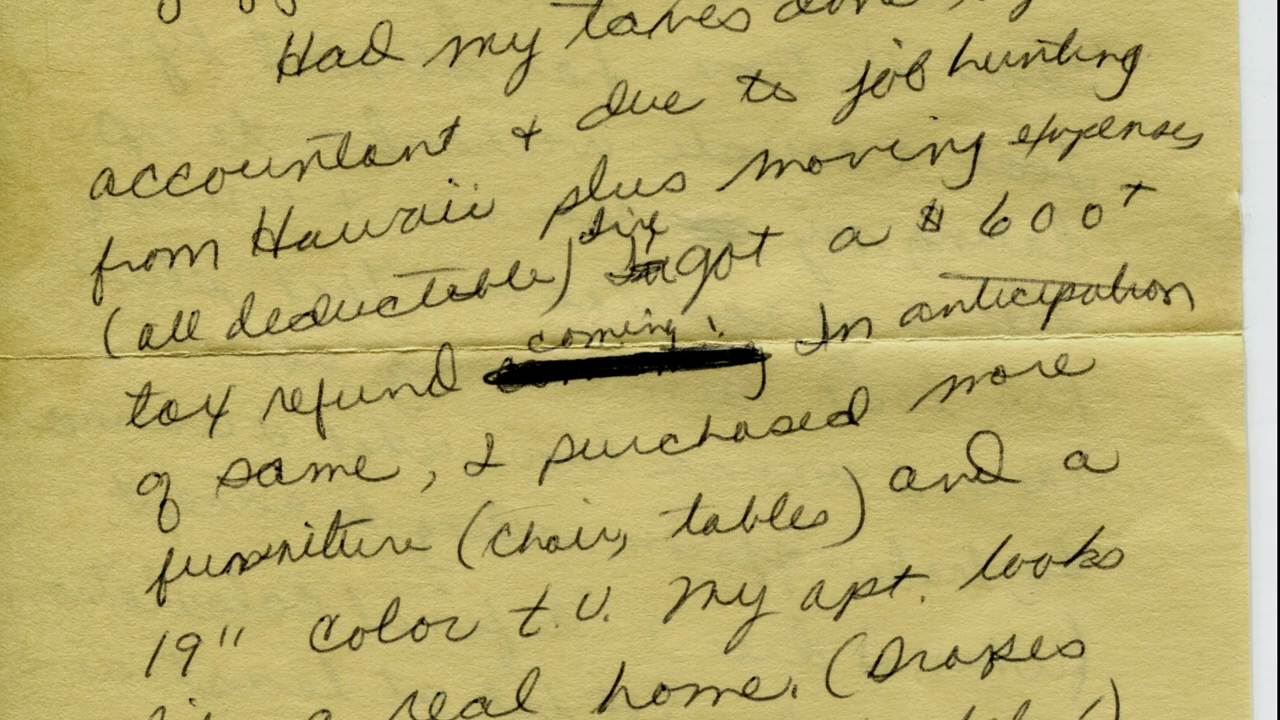 Had my taxes done by
accountant + due to job hunting
from Hawaii plus moving expenses
(all deductible) I've got a $600+
tax refund coming! In anticipation
of same, I purchased more
furniture (chair, tables) and a
19" color t.v. My apt. looks
like a real home. (Drapes